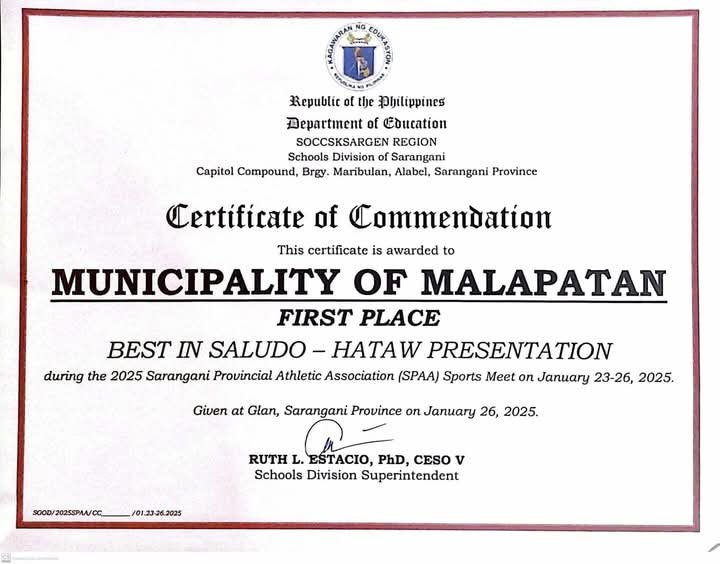 KAGAWARAN NG EDUKASYON
REPUBLIKA NG PILIPINAS
Republic of the Philippines
Department of Education
SOCCSKSARGEN REGION
Schools Division of Sarangani
Capitol Compound, Brgy. Maribulan, Alabel, Sarangani Province
Certificate of Commendation
This certificate is awarded to
MUNICIPALITY OF MALAPATAN
FIRST PLACE
BEST IN SALUDO – HATAW PRESENTATION
during the 2025 Sarangani Provincial Athletic Association (SPAA) Sports Meet on January 23-26, 2025.
Given at Glan, Sarangani Province on January 26, 2025.
RUTH L. ESTACIO, PhD, CESO V
Schools Division Superintendent
SGOD/2025SPAA/CC_______ /01.23-26.2025